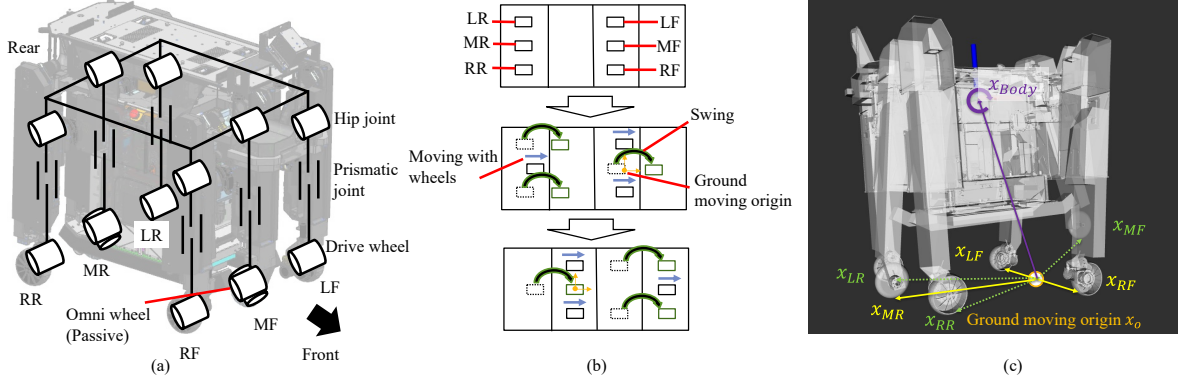 Rear
Hip joint
Prismatic
joint
LR
Drive wheel
MR
RR
LF
Omni wheel
(Passive)
MF
RF
Front
(a)
LR
LF
MR
MF
RR
RF
Swing
Moving with
wheels
Ground
moving origin
(b)
x_Body
x_MF
x_LF
x_LR
x_RF
x_MR
x_RR
Ground moving origin x_o
(c)